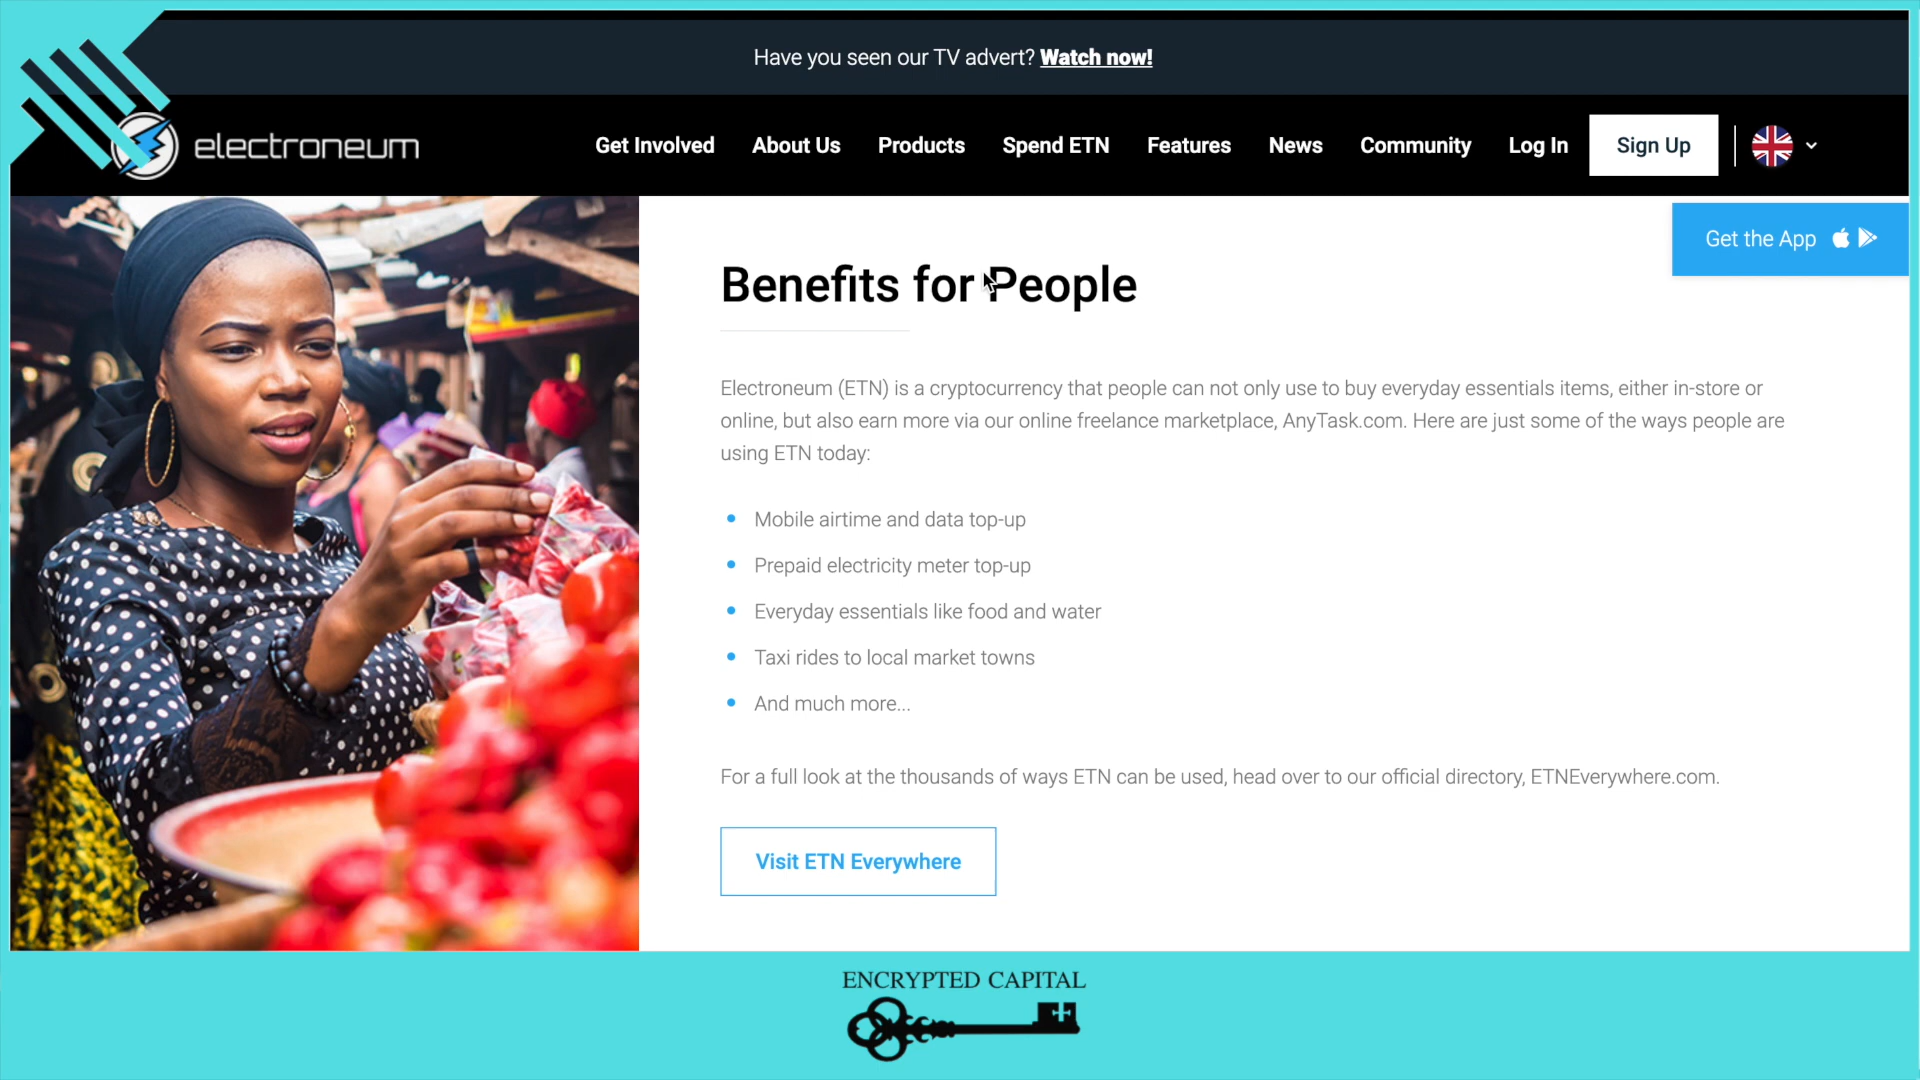 Have you seen our TV advert? Watch now!
electroneum
Get Involved About Us Products Spend ETN Features News Community Log In Sign Up
Get the App
Benefits for People
Electroneum (ETN) is a cryptocurrency that people can not only use to buy everyday essentials items, either in-store or
online, but also earn more via our online freelance marketplace, AnyTask.com. Here are just some of the ways people are
using ETN today:
Mobile airtime and data top-up
Prepaid electricity meter top-up
Everyday essentials like food and water
Taxi rides to local market towns
And much more...
For a full look at the thousands of ways ETN can be used, head over to our official directory, ETNEverywhere.com.
Visit ETN Everywhere
ENCRYPTED CAPITAL